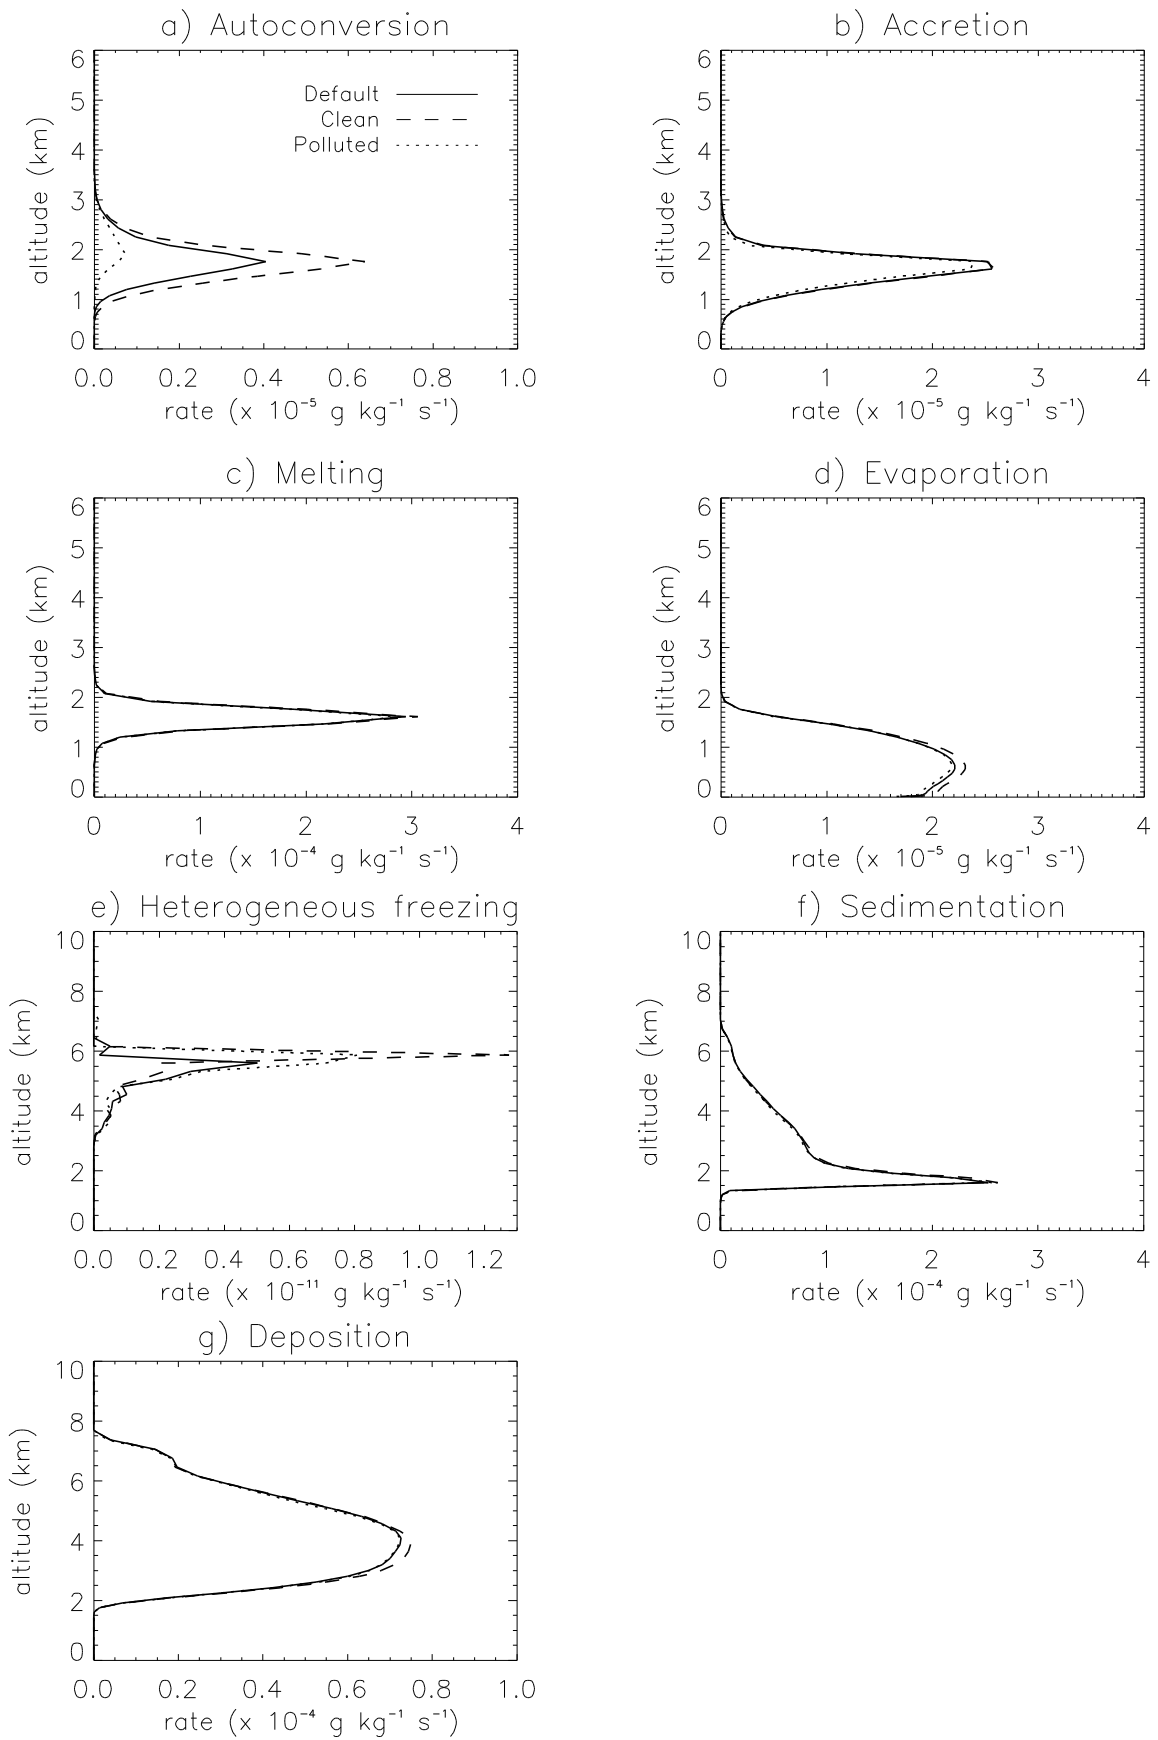 a) Autoconversion
6
5
4
3
2
1
0
altitude (km)
Default
Clean
Polluted
0.0 0.2 0.4 0.6 0.8 1.0
rate (x 10⁻⁵ g kg⁻¹ s⁻¹)
b) Accretion
6
5
4
3
2
1
0
altitude (km)
0 1 2 3 4
rate (x 10⁻⁵ g kg⁻¹ s⁻¹)
c) Melting
6
5
4
3
2
1
0
altitude (km)
0 1 2 3 4
rate (x 10⁻⁴ g kg⁻¹ s⁻¹)
d) Evaporation
6
5
4
3
2
1
0
altitude (km)
0 1 2 3 4
rate (x 10⁻⁵ g kg⁻¹ s⁻¹)
e) Heterogeneous freezing
10
8
6
4
2
0
altitude (km)
0.0 0.2 0.4 0.6 0.8 1.0 1.2
rate (x 10⁻¹¹ g kg⁻¹ s⁻¹)
f) Sedimentation
10
8
6
4
2
0
altitude (km)
0 1 2 3 4
rate (x 10⁻⁴ g kg⁻¹ s⁻¹)
g) Deposition
10
8
6
4
2
0
altitude (km)
0.0 0.2 0.4 0.6 0.8 1.0
rate (x 10⁻⁴ g kg⁻¹ s⁻¹)